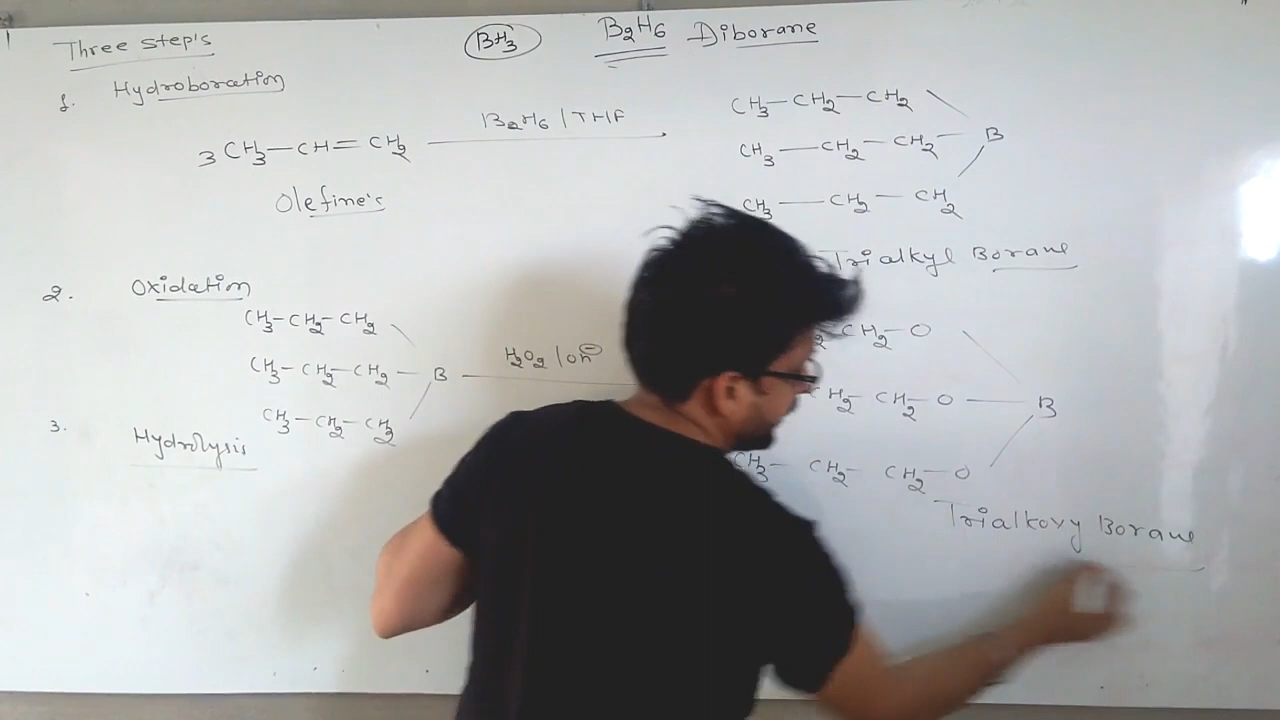 Three step's
BH3 B2H6 Diborane
1. Hydroboration
3 CH3—CH=CH2 B2H6 / THF
CH3—CH2—CH2
CH3—CH2—CH2—B
CH3—CH2—CH2
Olefine's
Trialkyl Borane
2. Oxidation
CH3-CH2-CH2
CH3-CH2-CH2-B H2O2 / OH⊖
CH3-CH2-CH2
CH2-O
CH2-O—B
CH3- CH2- CH2-O
3. Hydrolysis
Trialkoxy Borane